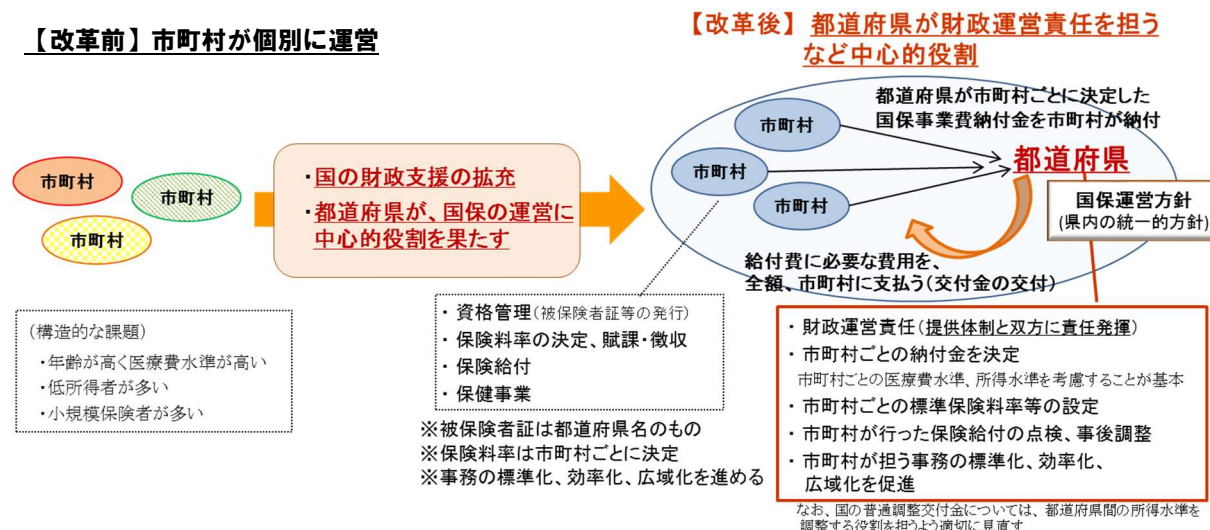 【改革前】市町村が個別に運営
市町村
市町村
市町村
(構造的な課題)
・年齢が高く医療費水準が高い
・低所得者が多い
・小規模保険者が多い
・国の財政支援の拡充
・都道府県が、国保の運営に
中心的役割を果たす
【改革後】都道府県が財政運営責任を担う
など中心的役割
都道府県が市町村ごとに決定した
国保事業費納付金を市町村が納付
市町村
市町村
市町村
都道府県
国保運営方針
(県内の統一的方針)
給付費に必要な費用を、
全額、市町村に支払う(交付金の交付)
・資格管理(被保険者証等の発行)
・保険料率の決定、賦課・徴収
・保険給付
・保健事業
※被保険者証は都道府県名のもの
※保険料率は市町村ごとに決定
※事務の標準化、効率化、広域化を進める
・財政運営責任(提供体制と双方に責任発揮)
・市町村ごとの納付金を決定
市町村ごとの医療費水準、所得水準を考慮することが基本
・市町村ごとの標準保険料率等の設定
・市町村が行った保険給付の点検、事後調整
・市町村が担う事務の標準化、効率化、
広域化を促進
なお、国の普通調整交付金については、都道府県間の所得水準を
調整する役割を担うよう適切に見直す